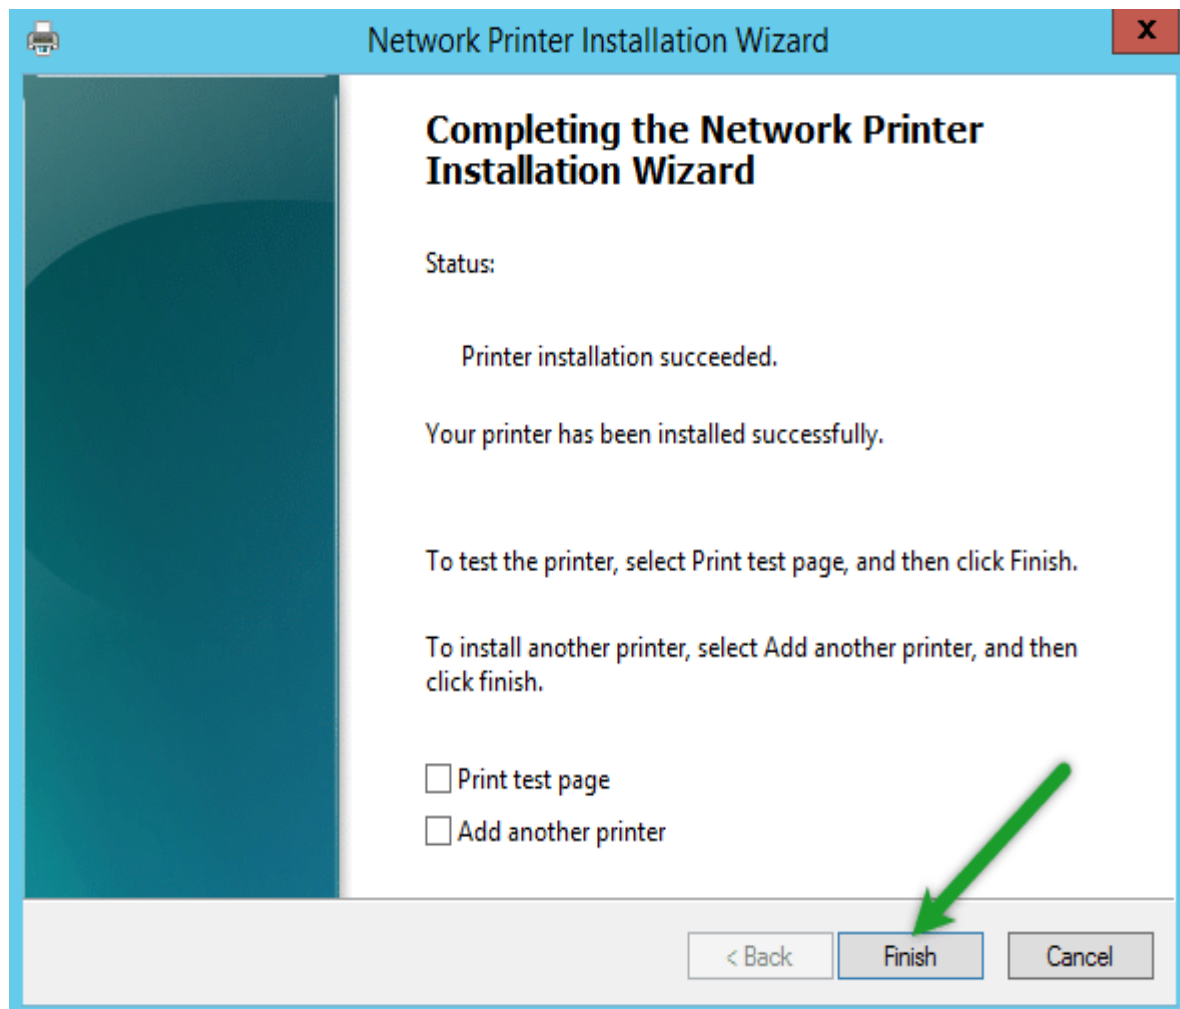 Network Printer Installation Wizard
X
Completing the Network Printer
Installation Wizard
Status:
Printer installation succeeded.
Your printer has been installed successfully.
To test the printer, select Print test page, and then click Finish.
To install another printer, select Add another printer, and then
click finish.
Print test page
Add another printer
< Back
Finish
Cancel